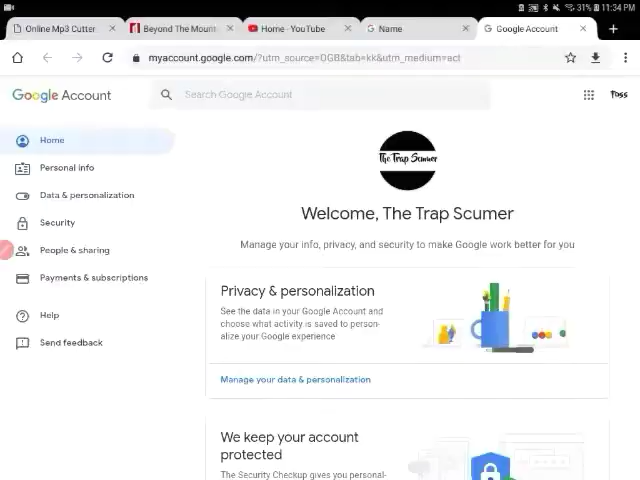 31% 11:34 PM
Online Mp3 Cutter
Beyond The Mount
Home - YouTube
Name
Google Account
myaccount.google.com/?utm_source=OGB&tab=kk&utm_medium=act
Google Account
Search Google Account
Toss
The Trap Scumer
Home
Personal info
Data & personalization
Security
People & sharing
Payments & subscriptions
Help
Send feedback
Welcome, The Trap Scumer
Manage your info, privacy, and security to make Google work better for you
Privacy & personalization
See the data in your Google Account and
choose what activity is saved to person-
alize your Google experience
Manage your data & personalization
We keep your account
protected
The Security Checkup gives you personal-